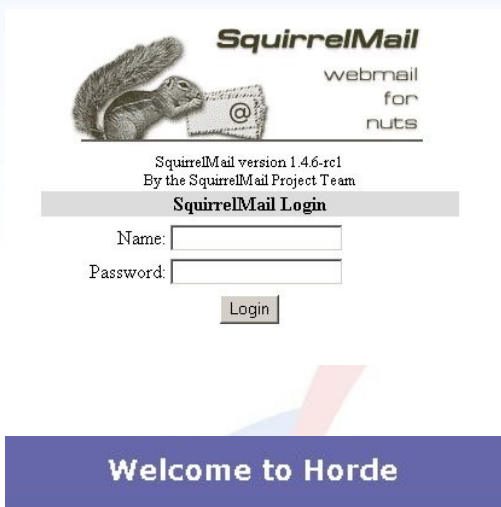 SquirrelMail
webmail
for
nuts
@
SquirrelMail version 1.4.6-rc1
By the SquirrelMail Project Team
SquirrelMail Login
Name:
Password:
Login
Welcome to Horde